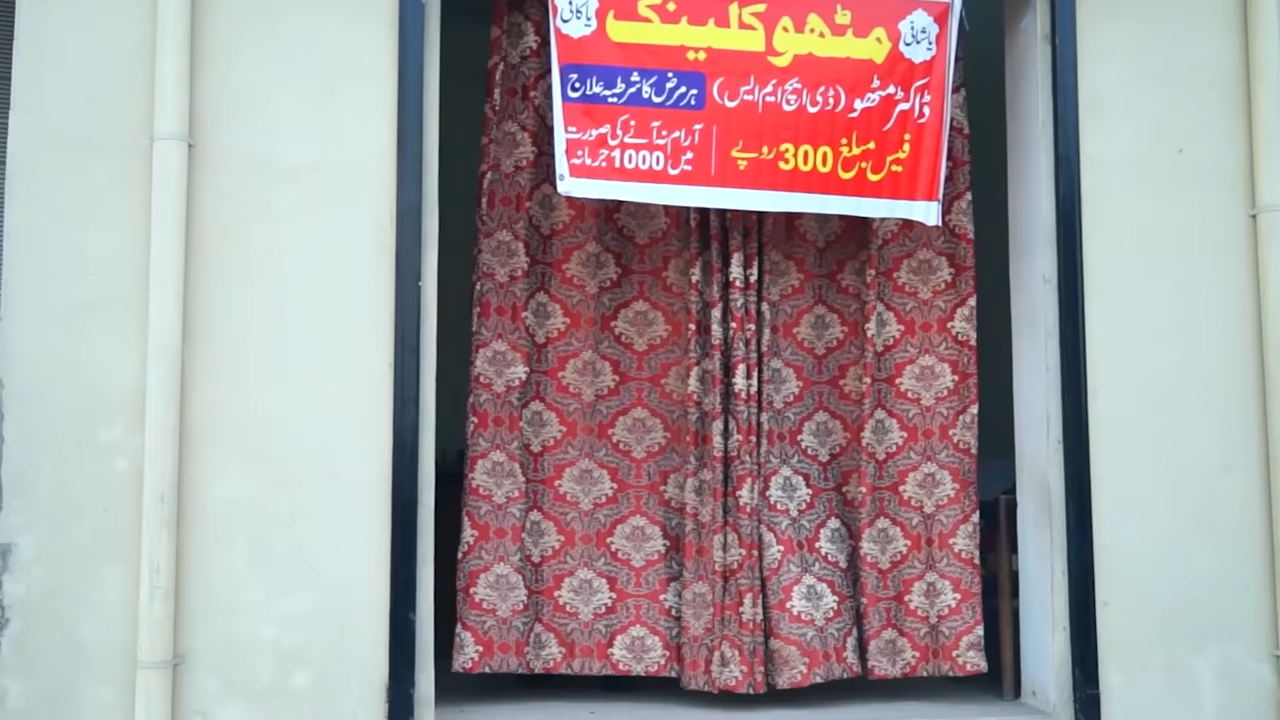 یا شافی
مٹھو کلینک
یا کافی
ڈاکٹر مٹھو (ڈی ایچ ایم ایس)
ہر مرض کا شرطیہ علاج
فیس مبلغ 300 روپے
آرام نہ آنے کی صورت
میں 1000 جرمانہ